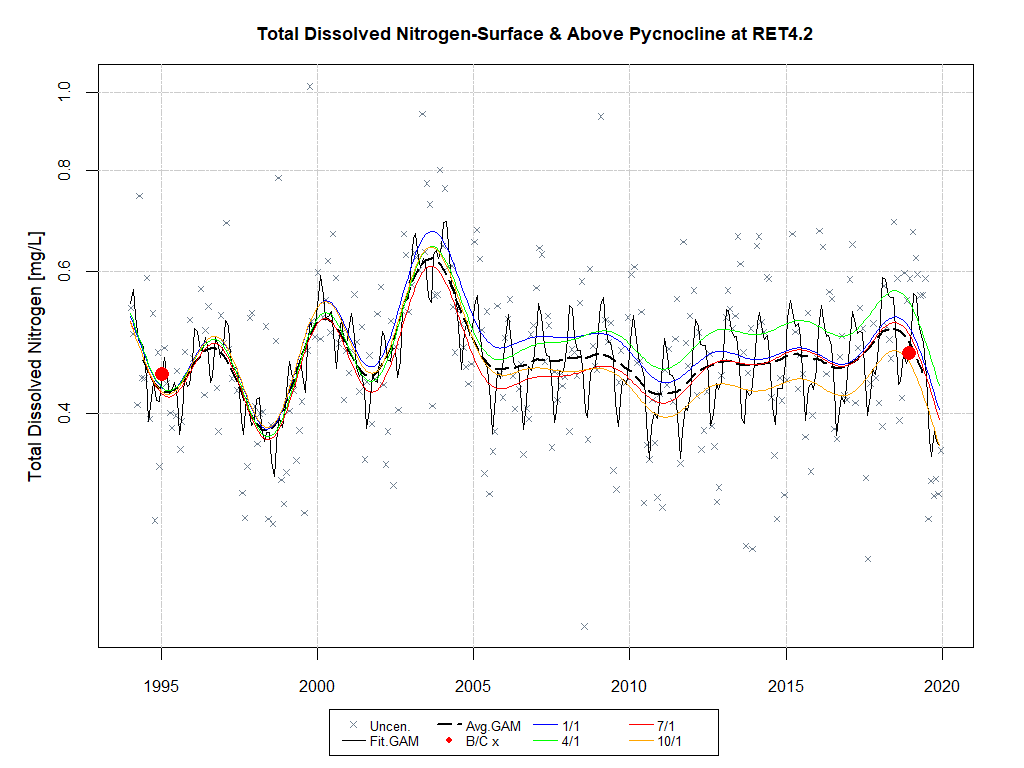 Total Dissolved Nitrogen-Surface & Above Pycnocline at RET4.2
Total Dissolved Nitrogen [mg/L]
1.0
0.8
0.6
0.4
1995 2000 2005 2010 2015 2020
Uncen. Avg.GAM 1/1 7/1
Fit.GAM B/C x 4/1 10/1